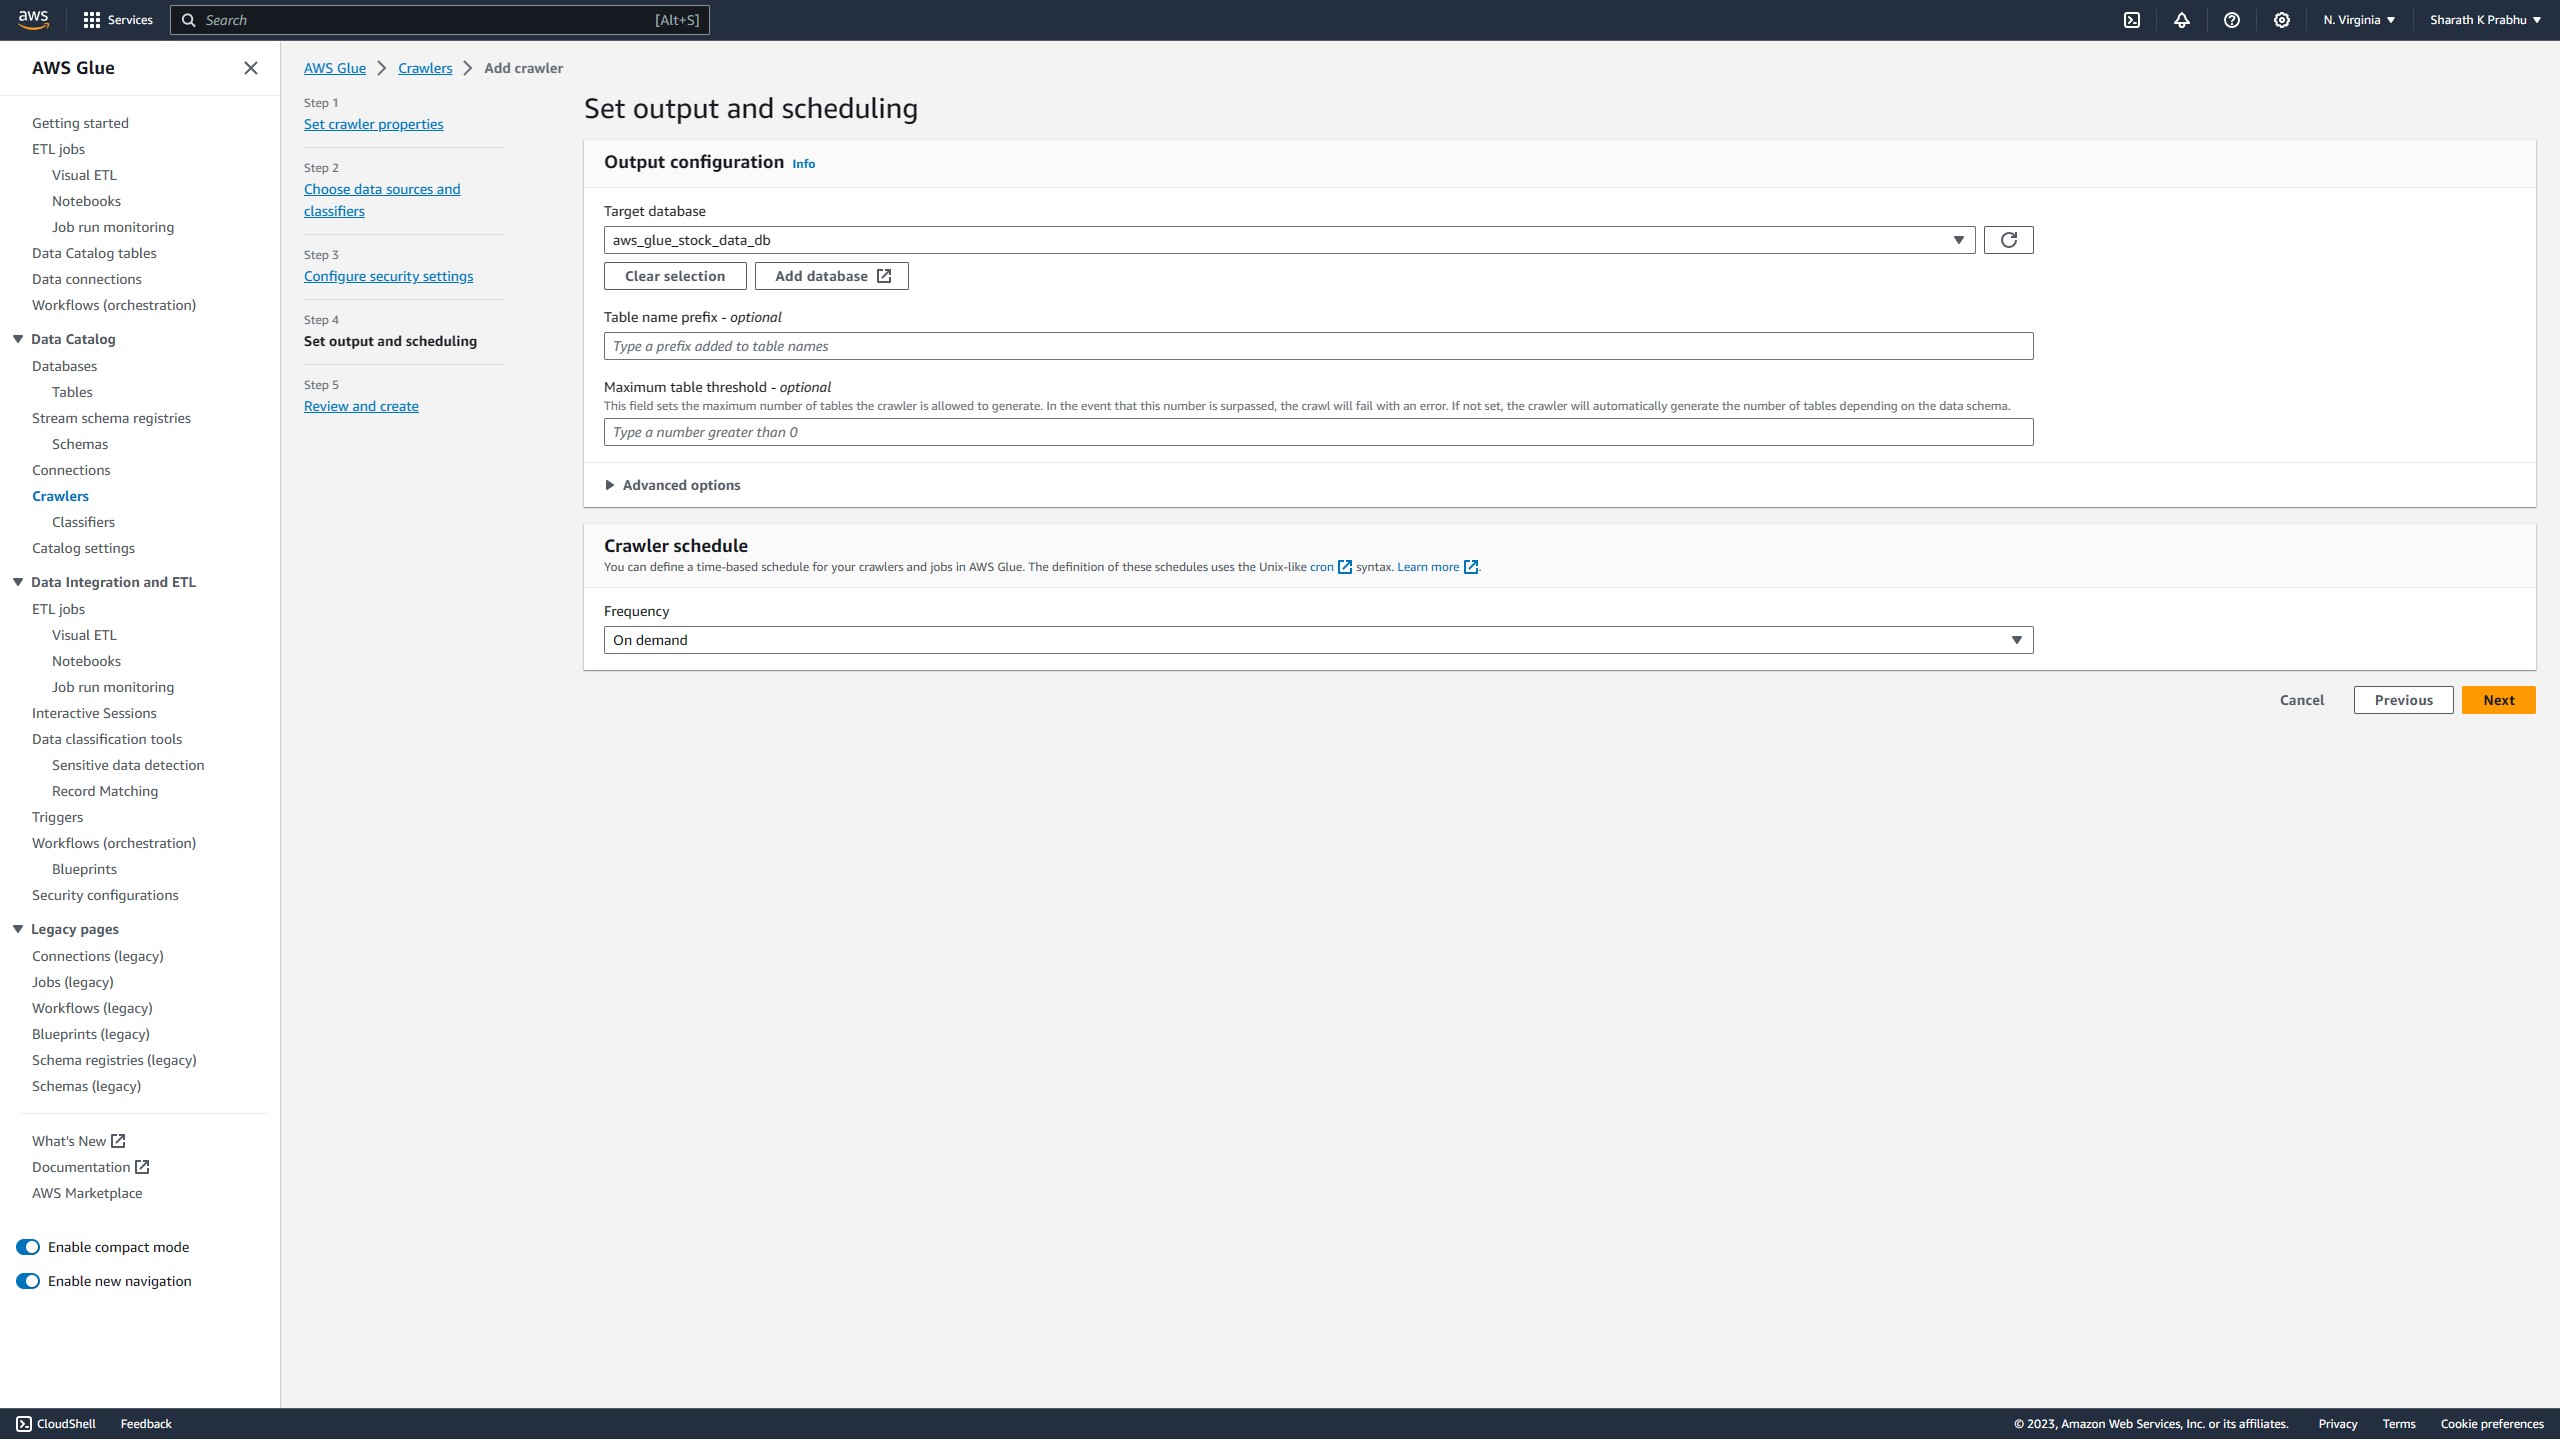 aws
Services
Search
[Alt+S]
N. Virginia
Sharath K Prabhu
AWS Glue
Getting started
ETL jobs
Visual ETL
Notebooks
Job run monitoring
Data Catalog tables
Data connections
Workflows (orchestration)
Data Catalog
Databases
Tables
Stream schema registries
Schemas
Connections
Crawlers
Classifiers
Catalog settings
Data Integration and ETL
ETL jobs
Visual ETL
Notebooks
Job run monitoring
Interactive Sessions
Data classification tools
Sensitive data detection
Record Matching
Triggers
Workflows (orchestration)
Blueprints
Security configurations
Legacy pages
Connections (legacy)
Jobs (legacy)
Workflows (legacy)
Blueprints (legacy)
Schema registries (legacy)
Schemas (legacy)
What's New
Documentation
AWS Marketplace
Enable compact mode
Enable new navigation
AWS Glue > Crawlers > Add crawler
Step 1
Set crawler properties
Step 2
Choose data sources and
classifiers
Step 3
Configure security settings
Step 4
Set output and scheduling
Step 5
Review and create
Set output and scheduling
Output configuration Info
Target database
aws_glue_stock_data_db
Clear selection
Add database
Table name prefix - optional
Type a prefix added to table names
Maximum table threshold - optional
This field sets the maximum number of tables the crawler is allowed to generate. In the event that this number is surpassed, the crawl will fail with an error. If not set, the crawler will automatically generate the number of tables depending on the data schema.
Type a number greater than 0
Advanced options
Crawler schedule
You can define a time-based schedule for your crawlers and jobs in AWS Glue. The definition of these schedules uses the Unix-like cron syntax. Learn more.
Frequency
On demand
Cancel
Previous
Next
CloudShell
Feedback
© 2023, Amazon Web Services, Inc. or its affiliates.
Privacy
Terms
Cookie preferences